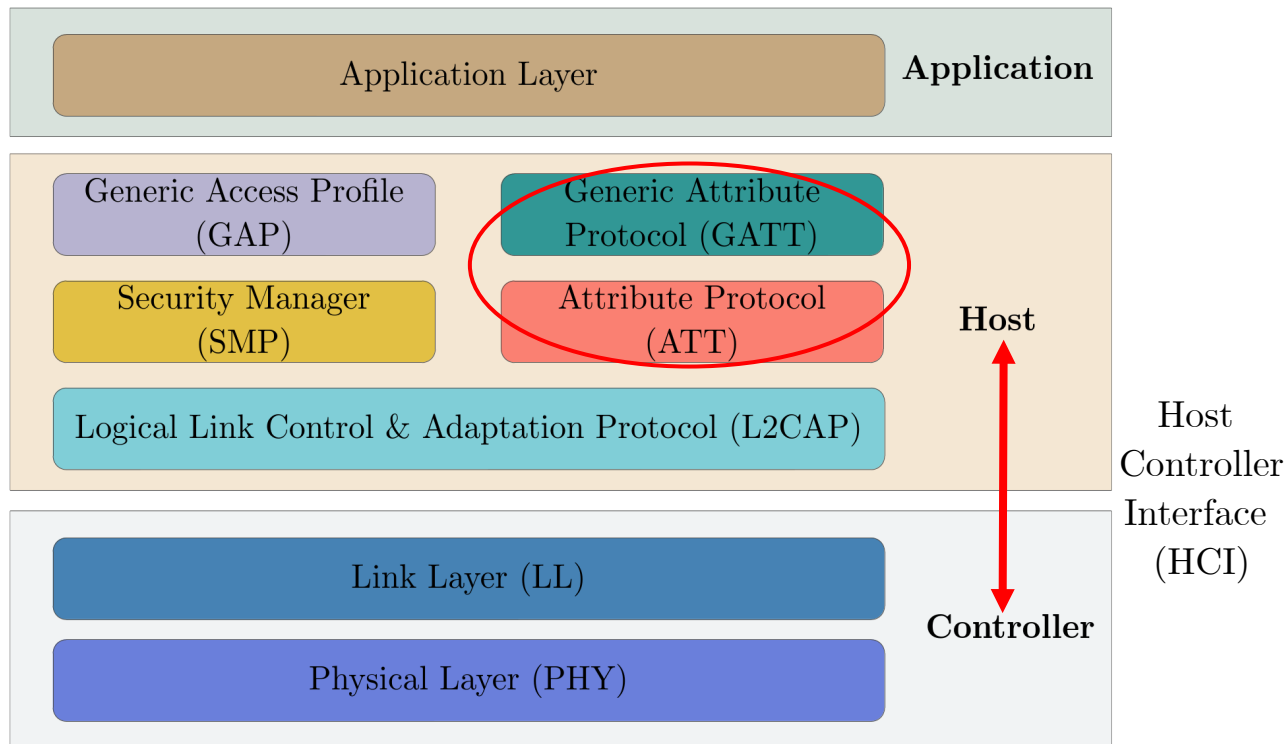 Application Layer
Application
Generic Access Profile
(GAP)
Generic Attribute
Protocol (GATT)
Security Manager
(SMP)
Attribute Protocol
(ATT)
Host
Logical Link Control & Adaptation Protocol (L2CAP)
Host
Controller
Interface
(HCI)
Link Layer (LL)
Controller
Physical Layer (PHY)